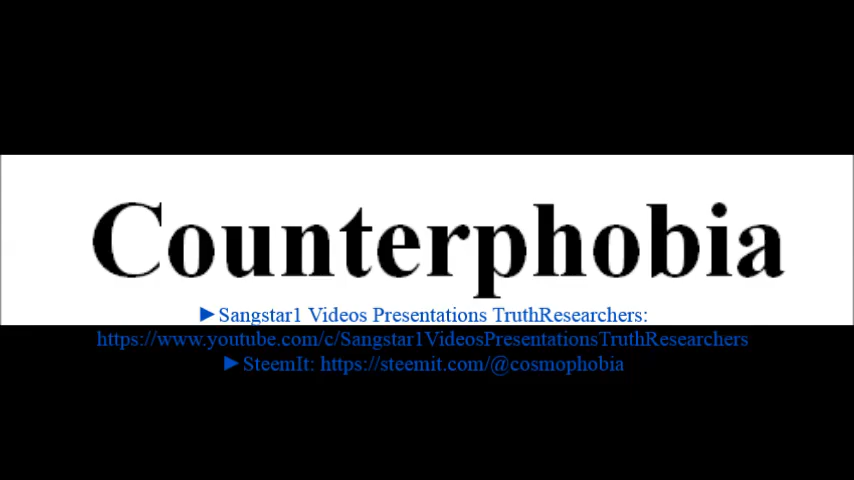 Counterphobia
►Sangstar1 Videos Presentations TruthResearchers:
https://www.youtube.com/c/Sangstar1VideosPresentationsTruthResearchers
►SteemIt: https://steemit.com/@cosmophobia